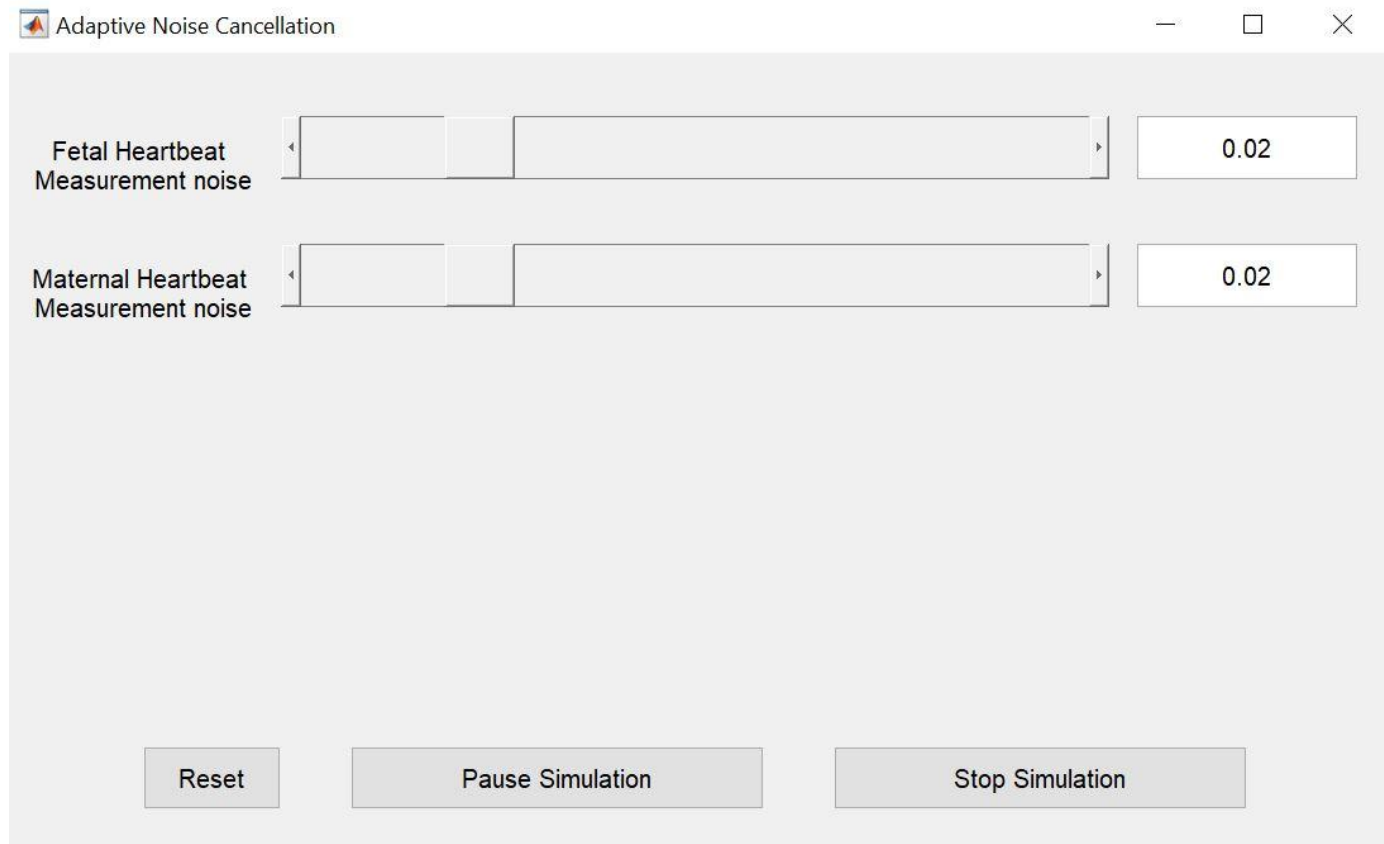 Adaptive Noise Cancellation
Fetal Heartbeat
Measurement noise
0.02
Maternal Heartbeat
Measurement noise
0.02
Reset
Pause Simulation
Stop Simulation